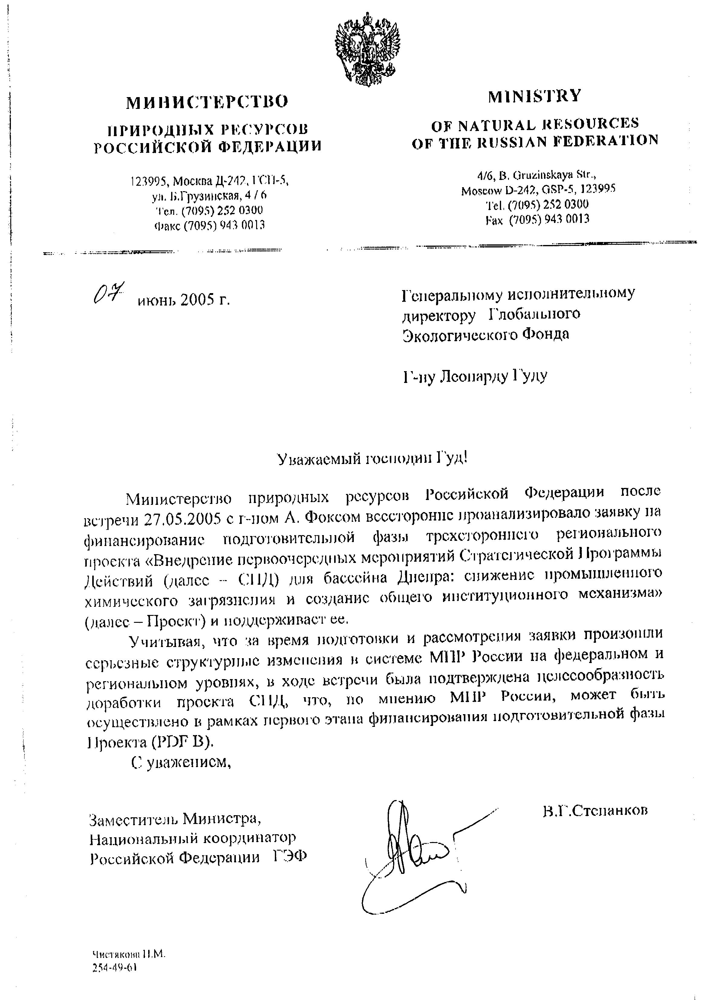 МИНИСТЕРСТВО
ПРИРОДНЫХ РЕСУРСОВ
РОССИЙСКОЙ ФЕДЕРАЦИИ
123995, Москва Д-242, ГСП-5,
ул. Б.Грузинская, 4 / 6
Тел. (7095) 252 0300
Факс (7095) 943 0013
MINISTRY
OF NATURAL RESOURCES
OF THE RUSSIAN FEDERATION
4/6, B. Gruzinskaya Str.,
Moscow D-242, GSP-5, 123995
Tel. (7095) 252 0300
Fax (7095) 943 0013
07 июнь 2005 г.
Генеральному исполнительному
директору Глобального
Экологического Фонда
Г-ну Леонарду Гуду
Уважаемый господин Гуд!
Министерство природных ресурсов Российской Федерации после
встречи 27.05.2005 с г-ном А. Фоксом всесторонне проанализировало заявку на
финансирование подготовительной фазы трехстороннего регионального
проекта «Внедрение первоочередных мероприятий Стратегической Программы
Действий (далее – СПД) для бассейна Днепра: снижение промышленного
химического загрязнения и создание общего институционного механизма»
(далее – Проект) и поддерживает ее.
Учитывая, что за время подготовки и рассмотрения заявки произошли
серьезные структурные изменения в системе МПР России на федеральном и
региональном уровнях, в ходе встречи была подтверждена целесообразность
доработки проекта СПД, что, по мнению МПР России, может быть
осуществлено в рамках первого этапа финансирования подготовительной фазы
Проекта (PDF B).
С уважением,
Заместитель Министра,
Национальный координатор
Российской Федерации ГЭФ
В.Г.Степанков
Чистякова Н.М.
254-49-61